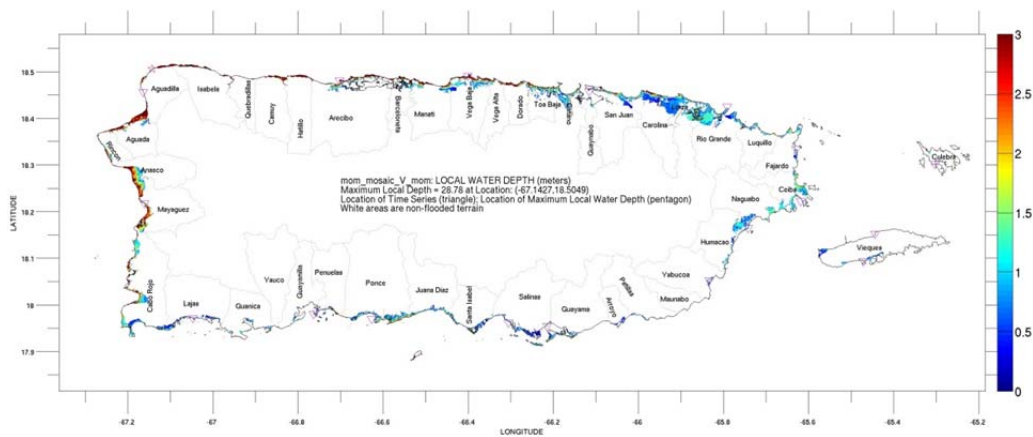 3
2.5
2
1.5
1
0.5
0
18.5
18.4
18.3
18.2
18.1
18
17.9
LATITUDE
-67.2
-67
-66.8
-66.6
-66.4
-66.2
-66
-65.8
-65.6
-65.4
-65.2
LONGITUDE
Aguadilla
Isabela
Quebradillas
Camuy
Hatillo
Arecibo
Barceloneta
Manati
Vega Baja
Vega Alta
Dorado
Toa Baja
Catano
Guaynabo
San Juan
Carolina
Loiza
Rio Grande
Luquillo
Fajardo
Ceiba
Culebra
Aguada
Rincon
Anasco
Mayaguez
Naguabo
Humacao
Vieques
mom_mosaic_V_mom: LOCAL WATER DEPTH (meters)
Maximum Local Depth = 28.78 at Location: (-67.1427,18.5049)
Location of Time Series (triangle); Location of Maximum Local Water Depth (pentagon)
White areas are non-flooded terrain
Cabo Rojo
Lajas
Guanica
Yauco
Guayanilla
Penuelas
Ponce
Juana Diaz
Santa Isabel
Salinas
Guayama
Arroyo
Patillas
Maunabo
Yabucoa